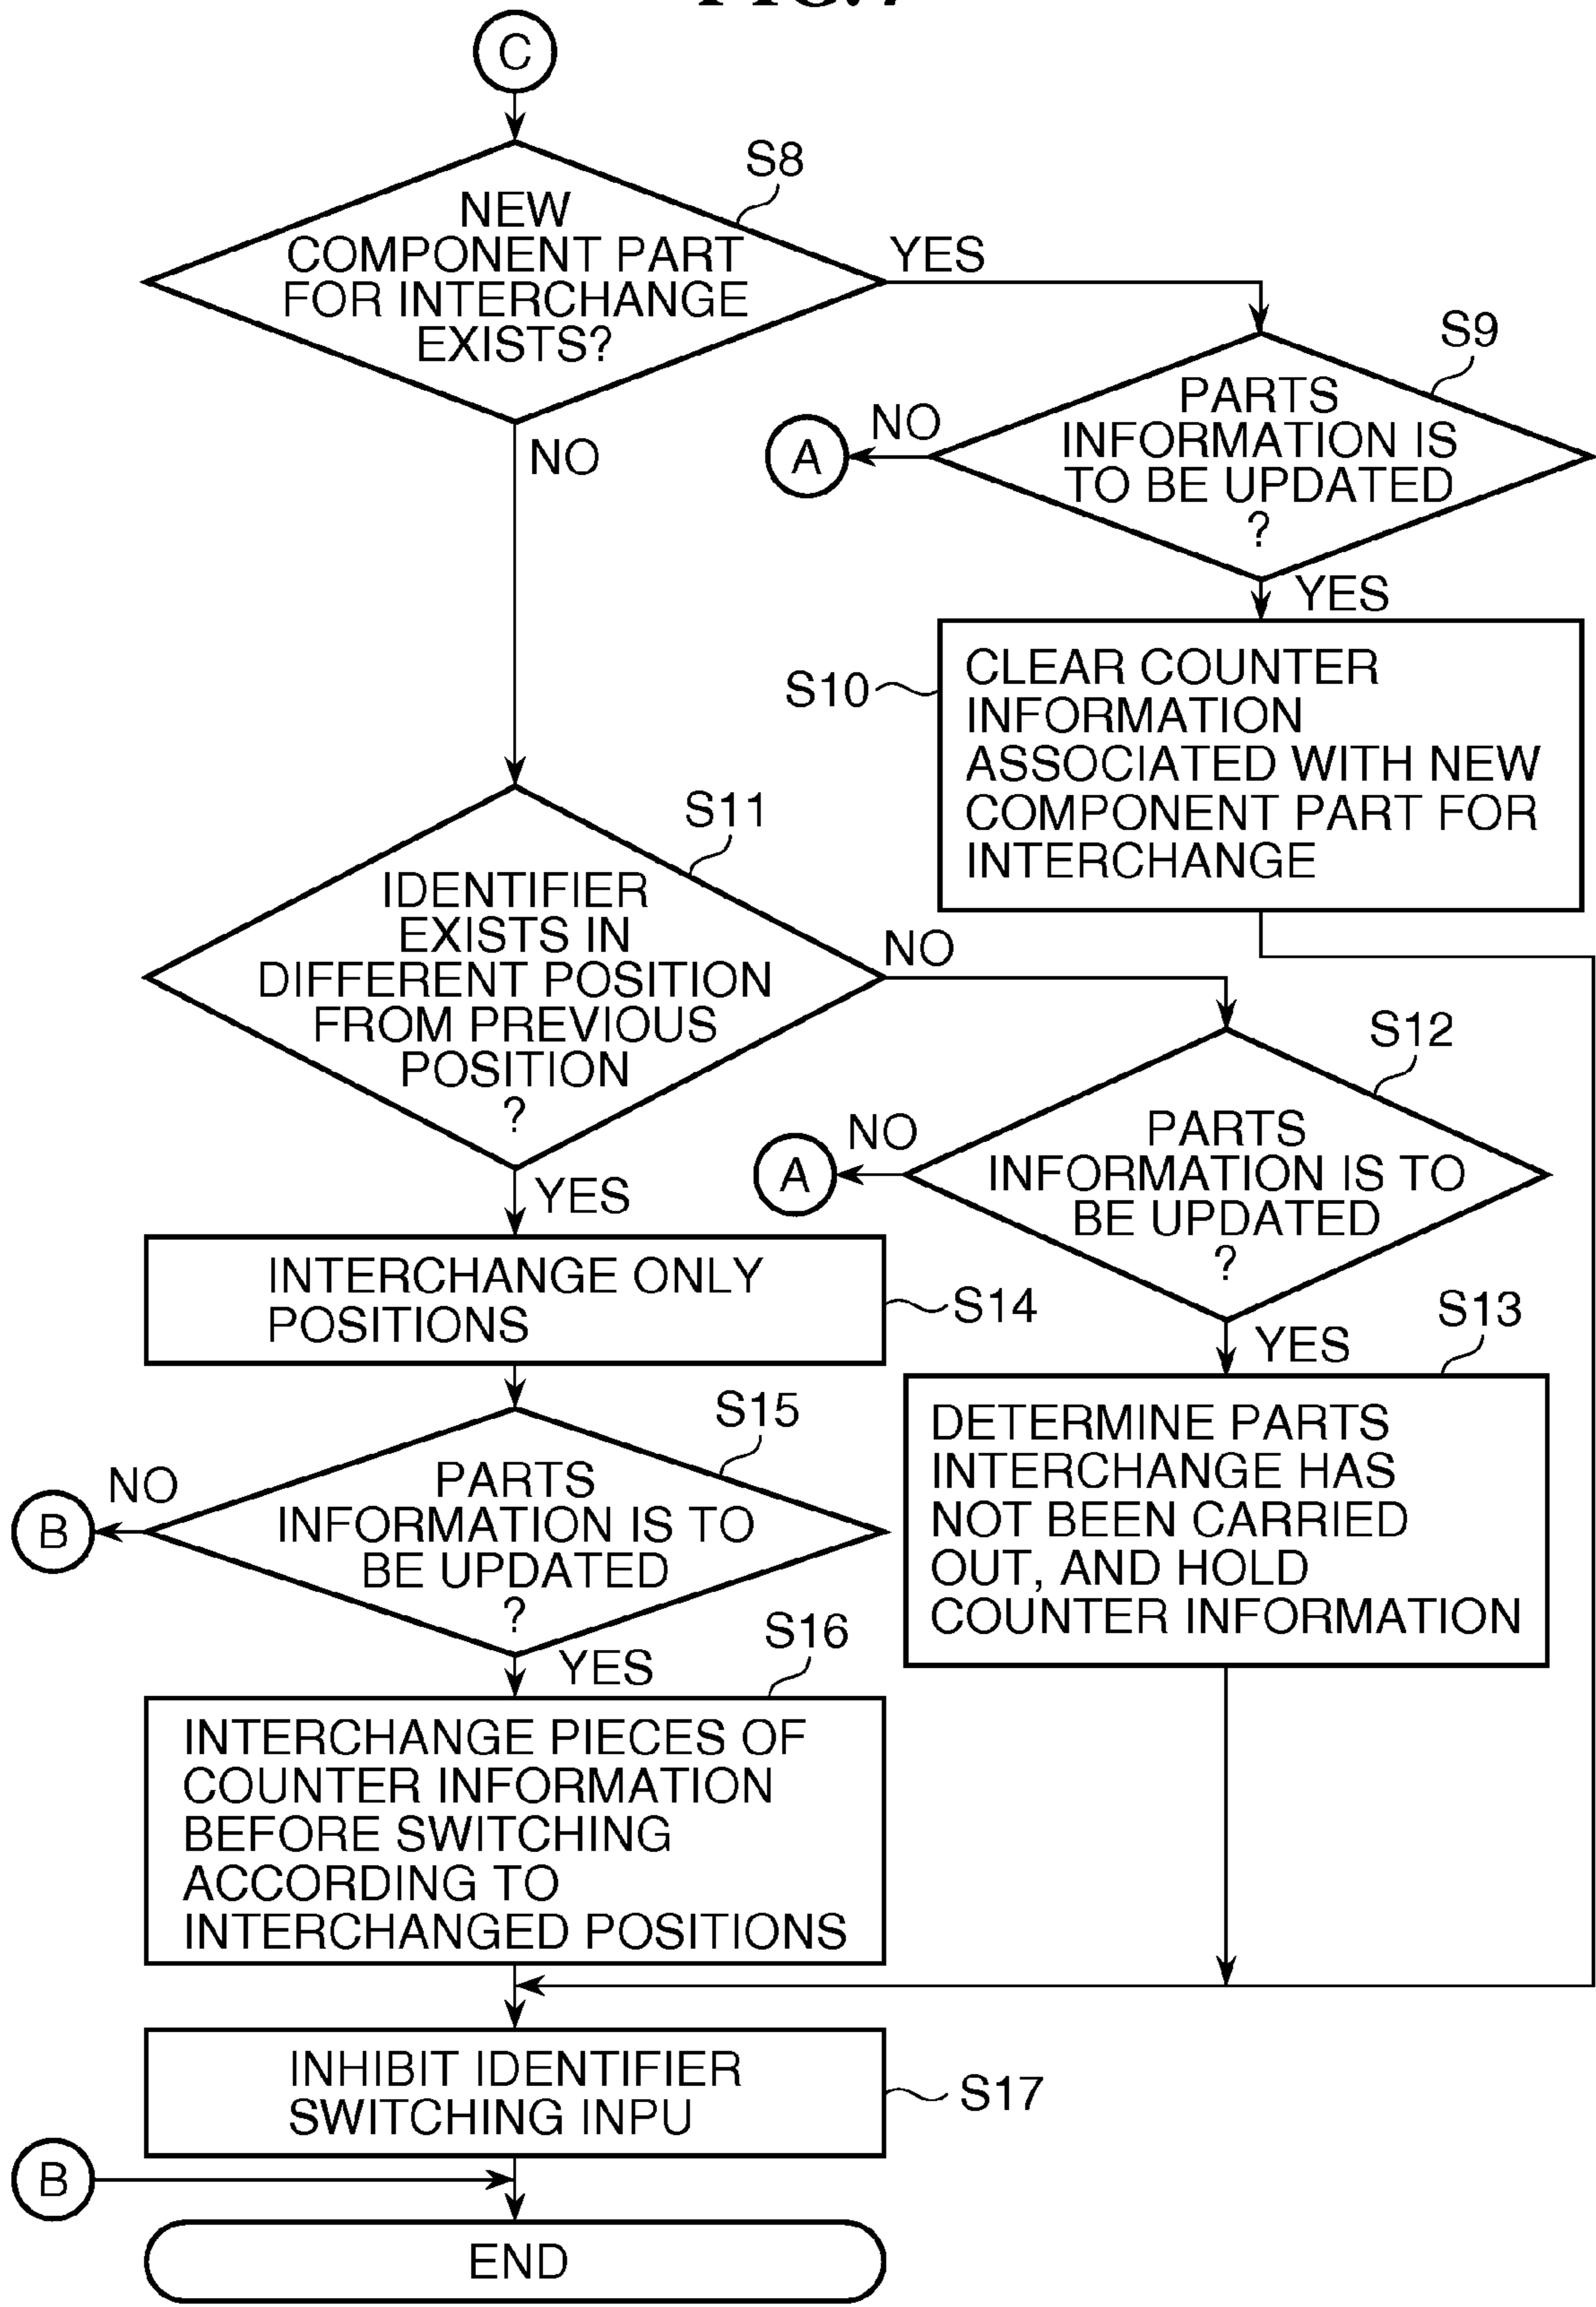 C
S8
NEW
COMPONENT PART
FOR INTERCHANGE
EXISTS?
YES
NO
S9
PARTS
INFORMATION IS
TO BE UPDATED
?
NO
A
YES
S10
CLEAR COUNTER
INFORMATION
ASSOCIATED WITH NEW
COMPONENT PART FOR
INTERCHANGE
S11
IDENTIFIER
EXISTS IN
DIFFERENT POSITION
FROM PREVIOUS
POSITION
?
NO
YES
S12
PARTS
INFORMATION IS TO
BE UPDATED
?
NO
A
YES
S13
DETERMINE PARTS
INTERCHANGE HAS
NOT BEEN CARRIED
OUT, AND HOLD
COUNTER INFORMATION
INTERCHANGE ONLY
POSITIONS
S14
S15
PARTS
INFORMATION IS TO
BE UPDATED
?
NO
B
YES
S16
INTERCHANGE PIECES OF
COUNTER INFORMATION
BEFORE SWITCHING
ACCORDING TO
INTERCHANGED POSITIONS
INHIBIT IDENTIFIER
SWITCHING INPU
S17
B
END